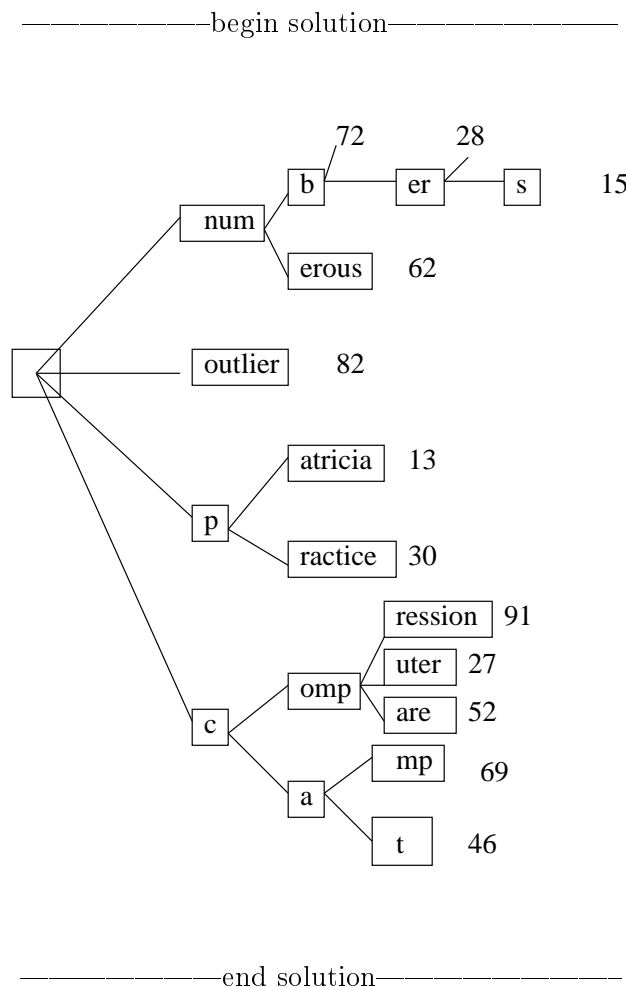 begin solution
72 28
b er s 15
num
erous 62
outlier 82
atricia 13
p
ractice 30
ression 91
uter 27
omp
are 52
c
mp 69
a
t 46
end solution